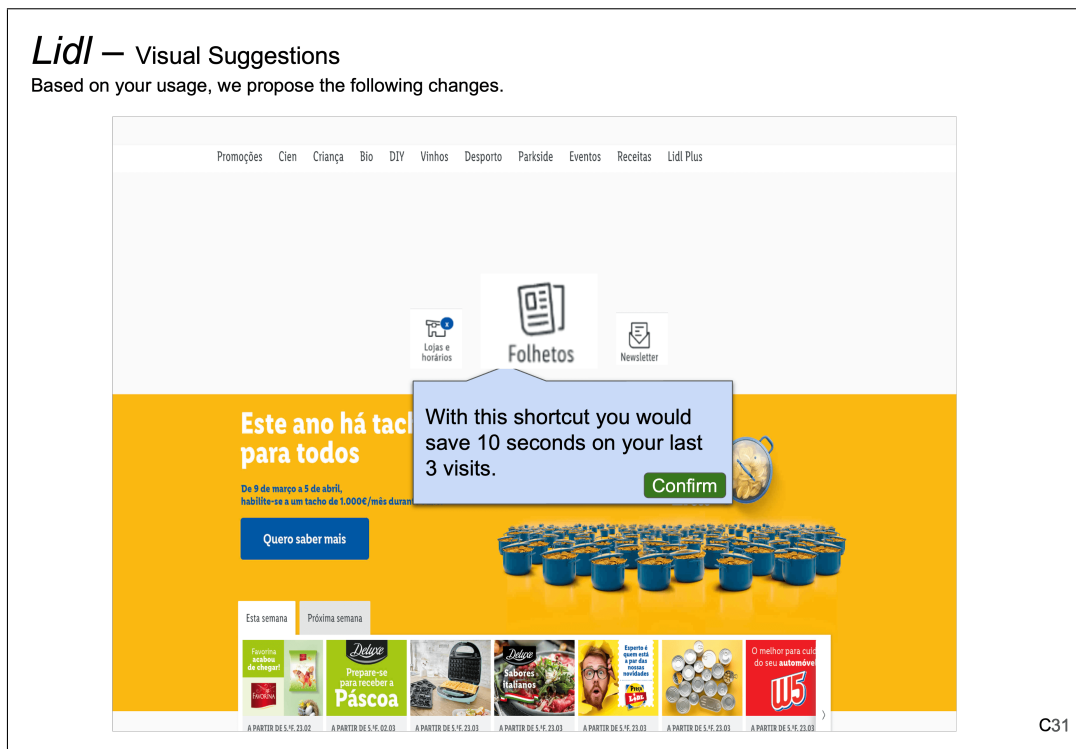 Lidl – Visual Suggestions
Based on your usage, we propose the following changes.
Promoções Cien Criança Bio DIY Vinhos Desporto Parkside Eventos Receitas Lidl Plus
x
Lojas e
horários
Folhetos
Newsletter
With this shortcut you would
save 10 seconds on your last
3 visits.
Confirm
Este ano há tach
para todos
De 9 de março a 5 de abril,
habilite-se a um tacho de 1.000€/mês duran
Quero saber mais
Esta semana Próxima semana
Favorina
acabou
de chegar!
FAVORINA
Deluxe
Prepare-se
para receber a
Páscoa
Deluxe
Sabores
italianos
Esperto é
quem está
a par das
nossas
novidades
LIDL
O melhor para cuid
do seu automóvel
W5
A PARTIR DE 5.ªF. 23.02 A PARTIR DE 5.ªF. 02.03 A PARTIR DE 5.ªF. 23.03 A PARTIR DE 5.ªF. 23.03 A PARTIR DE 5.ªF. 23.03 A PARTIR DE 5.ªF. 23.03 A PARTIR DE 5.ªF. 23.03
C31